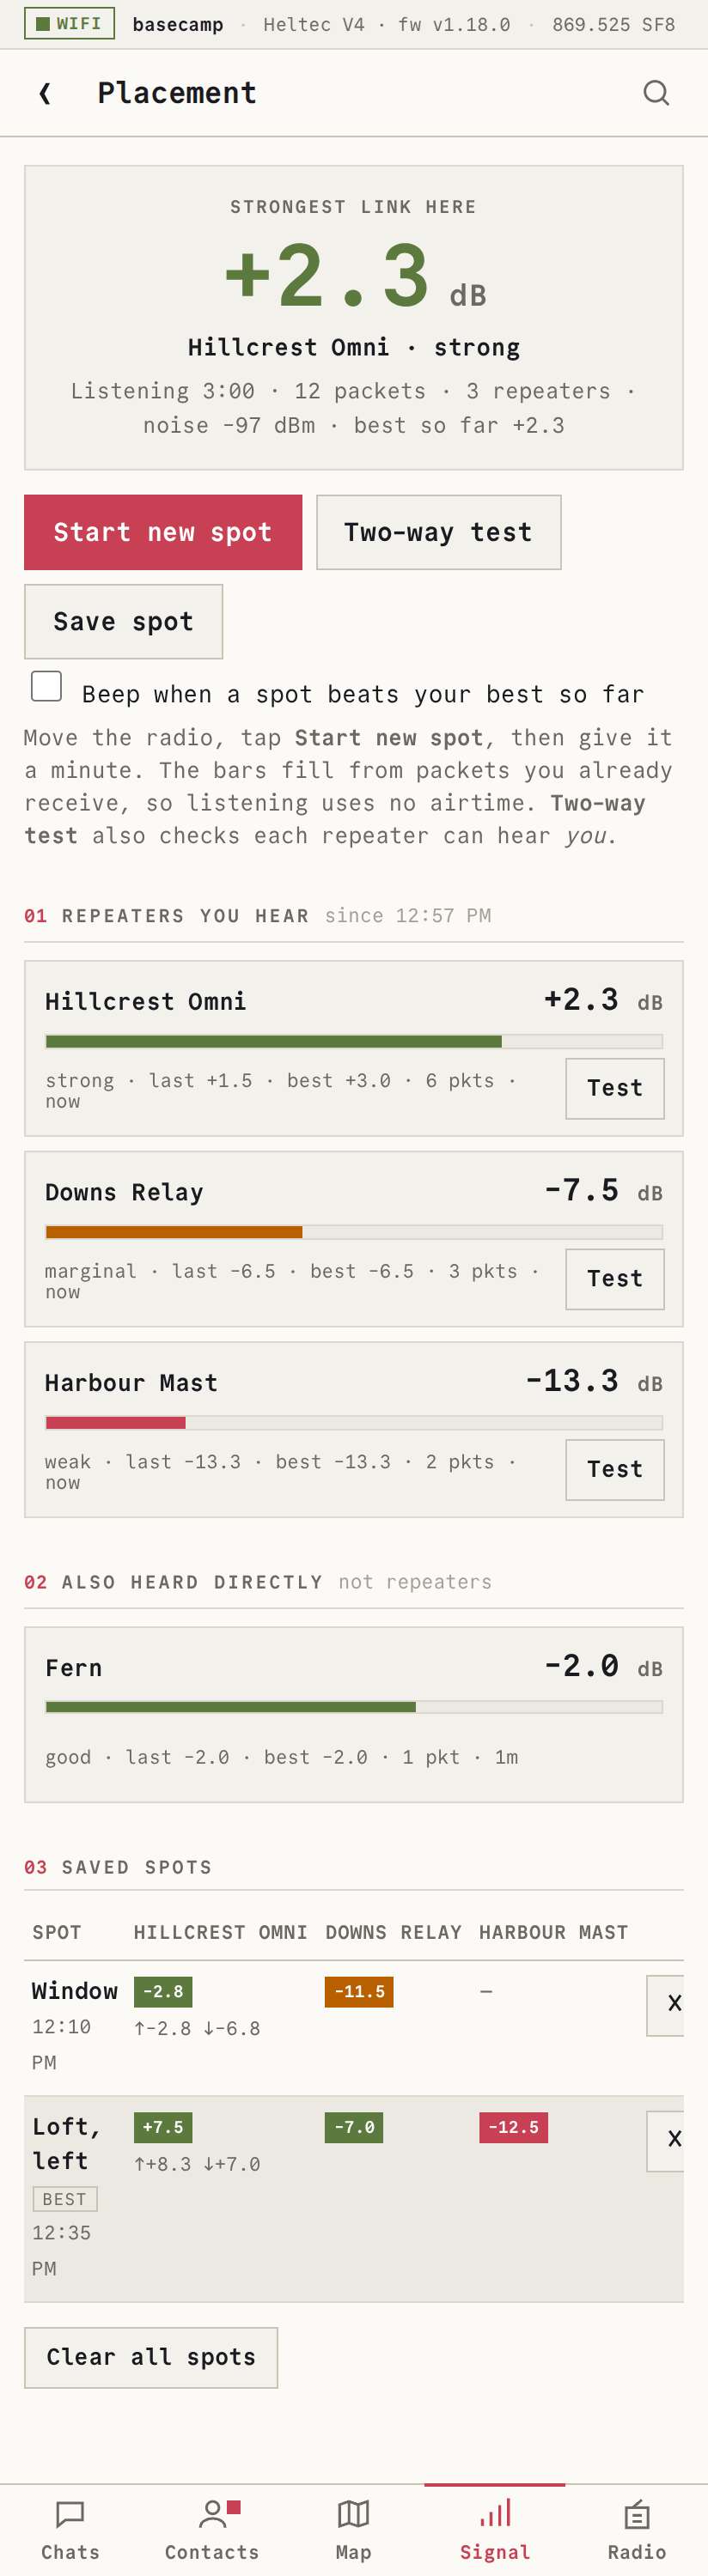 WIFI basecamp · Heltec V4 · fw v1.18.0 · 869.525 SF8
❮ Placement
STRONGEST LINK HERE
+2.3 dB
Hillcrest Omni · strong
Listening 3:00 · 12 packets · 3 repeaters ·
noise −97 dBm · best so far +2.3
Start new spot Two-way test
Save spot
Beep when a spot beats your best so far
Move the radio, tap Start new spot, then give it
a minute. The bars fill from packets you already
receive, so listening uses no airtime. Two-way
test also checks each repeater can hear you.
01 REPEATERS YOU HEAR since 12:57 PM
Hillcrest Omni +2.3 dB
strong · last +1.5 · best +3.0 · 6 pkts ·
now
Test
Downs Relay −7.5 dB
marginal · last −6.5 · best −6.5 · 3 pkts ·
now
Test
Harbour Mast −13.3 dB
weak · last −13.3 · best −13.3 · 2 pkts ·
now
Test
02 ALSO HEARD DIRECTLY not repeaters
Fern −2.0 dB
good · last −2.0 · best −2.0 · 1 pkt · 1m
03 SAVED SPOTS
SPOT HILLCREST OMNI DOWNS RELAY HARBOUR MAST
Window −2.8 −11.5 — X
12:10 ↑−2.8 ↓−6.8
PM
Loft, +7.5 −7.0 −12.5 X
left ↑+8.3 ↓+7.0
BEST
12:35
PM
Clear all spots
Chats Contacts Map Signal Radio